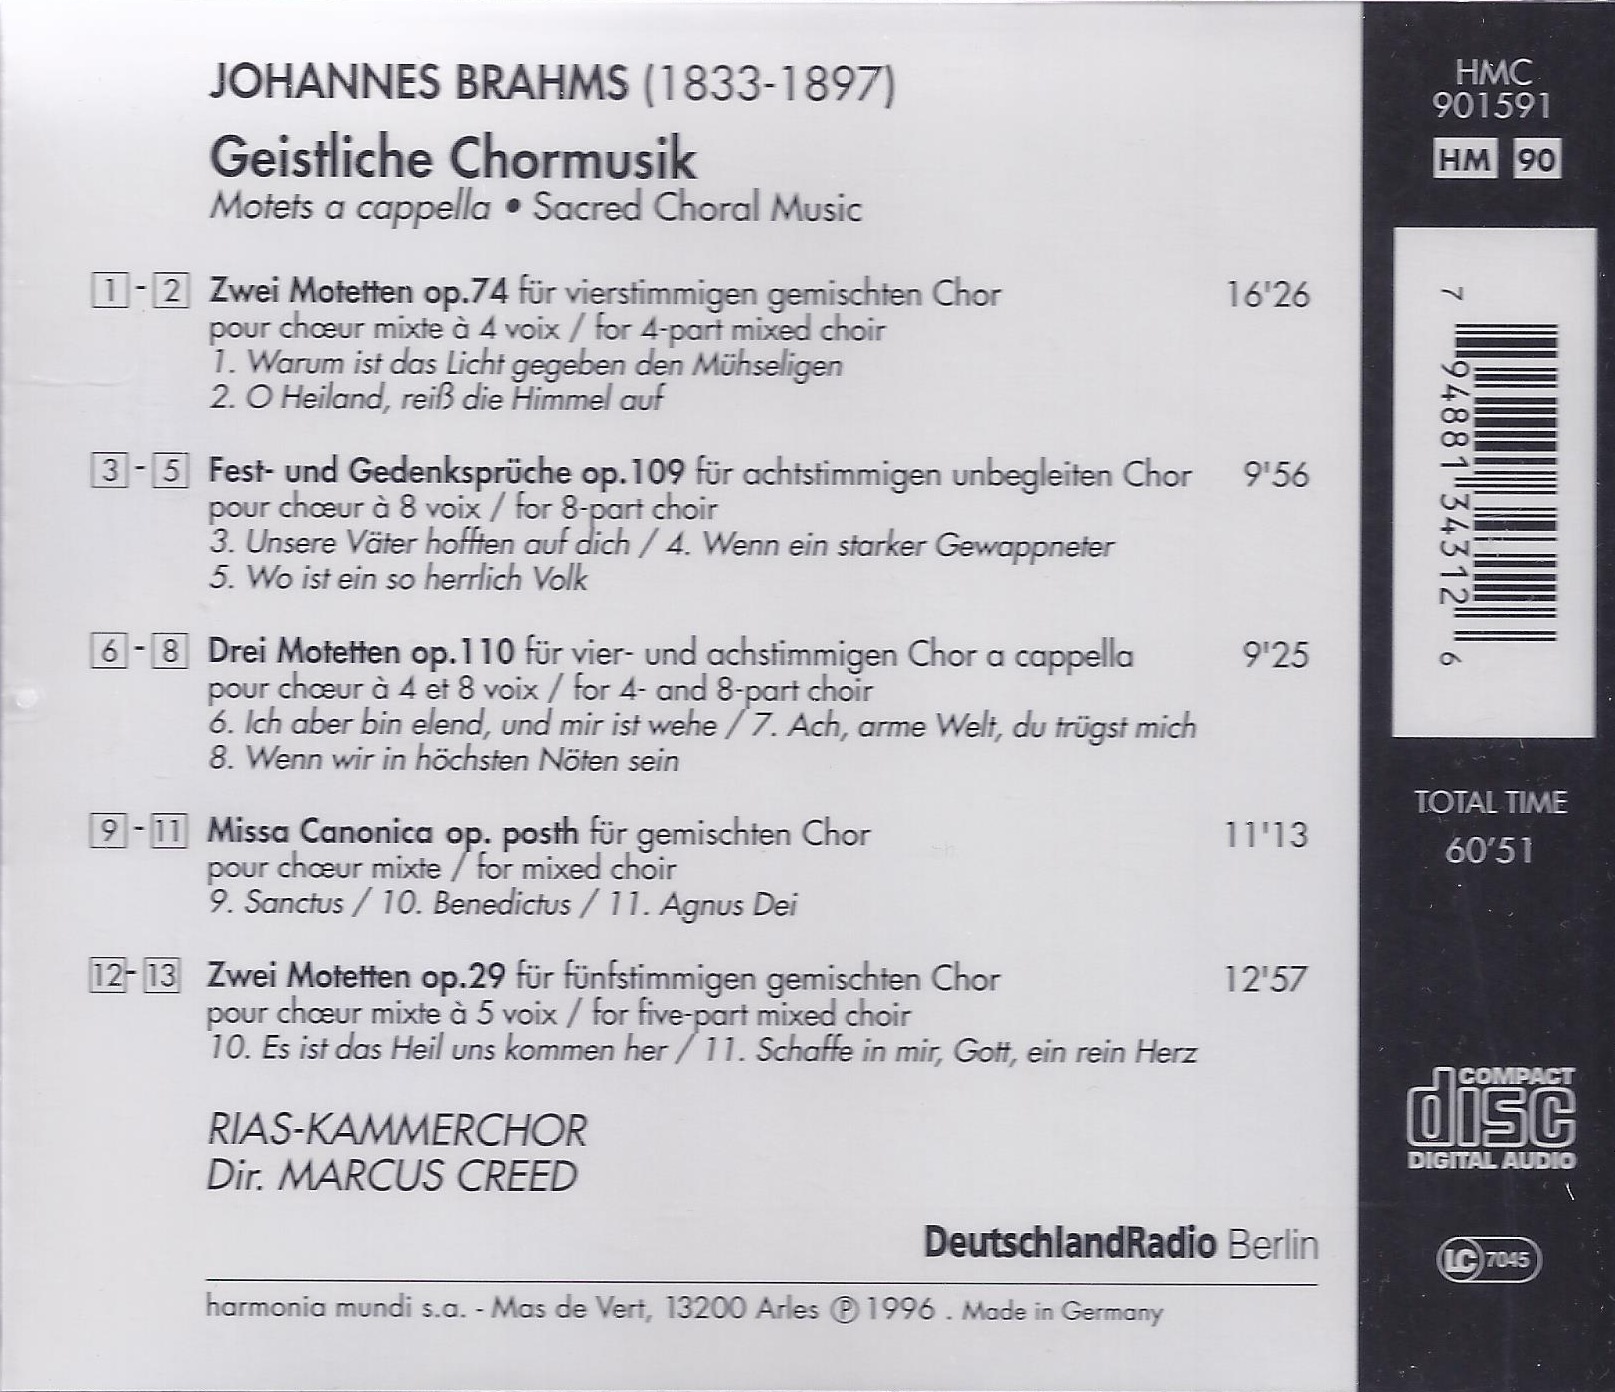 JOHANNES BRAHMS (1833-1897)
Geistliche Chormusik
Motets a cappella • Sacred Choral Music
1 - 2 Zwei Motetten op.74 für vierstimmigen gemischten Chor 16'26
pour chœur mixte à 4 voix / for 4-part mixed choir
1. Warum ist das Licht gegeben den Mühseligen
2. O Heiland, reiß die Himmel auf
3 - 5 Fest- und Gedenksprüche op.109 für achtstimmigen unbegleiten Chor 9'56
pour chœur à 8 voix / for 8-part choir
3. Unsere Väter hofften auf dich / 4. Wenn ein starker Gewappneter
5. Wo ist ein so herrlich Volk
6 - 8 Drei Motetten op.110 für vier- und achstimmigen Chor a cappella 9'25
pour chœur à 4 et 8 voix / for 4- and 8-part choir
6. Ich aber bin elend, und mir ist wehe / 7. Ach, arme Welt, du trügst mich
8. Wenn wir in höchsten Nöten sein
9 - 11 Missa Canonica op. posth für gemischten Chor 11'13
pour chœur mixte / for mixed choir
9. Sanctus / 10. Benedictus / 11. Agnus Dei
12 - 13 Zwei Motetten op.29 für fünfstimmigen gemischten Chor 12'57
pour chœur mixte à 5 voix / for five-part mixed choir
10. Es ist das Heil uns kommen her / 11. Schaffe in mir, Gott, ein rein Herz
RIAS-KAMMERCHOR
Dir. MARCUS CREED
DeutschlandRadio Berlin
harmonia mundi s.a. - Mas de Vert, 13200 Arles ℗ 1996 . Made in Germany
HMC
901591
HM 90
7 94881 34312 6
TOTAL TIME
60'51
COMPACT
disc
DIGITAL AUDIO
LC 7045